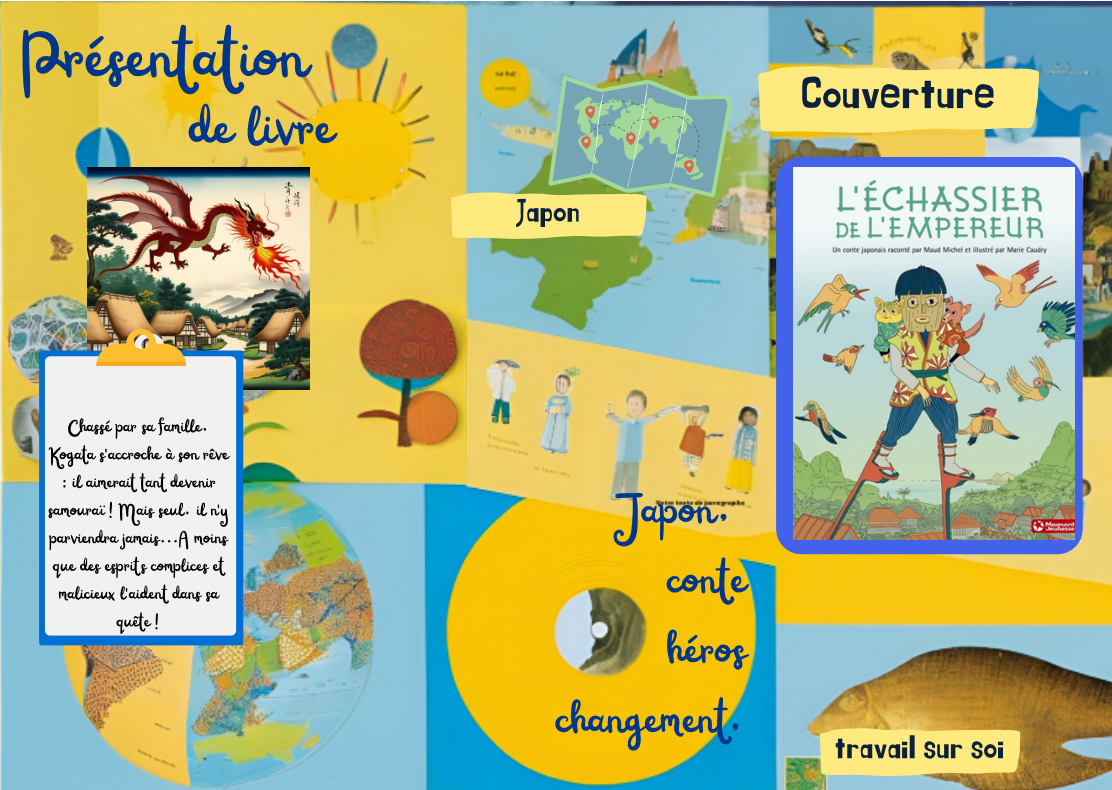 Présentation
de livre
Japon
Couverture
L'ÉCHASSIER
DE L'EMPEREUR
Un conte japonais raconté par Maud Michel et illustré par Marie Caudry
Magnard
Jeunesse
Chassé par sa famille,
Kogata s'accroche à son rêve
: il aimerait tant devenir
samouraï ! Mais seul, il n'y
parviendra jamais...A moins
que des esprits complices et
malicieux l'aident dans sa
quête !
Japon,
conte
héros
changement,
travail sur soi